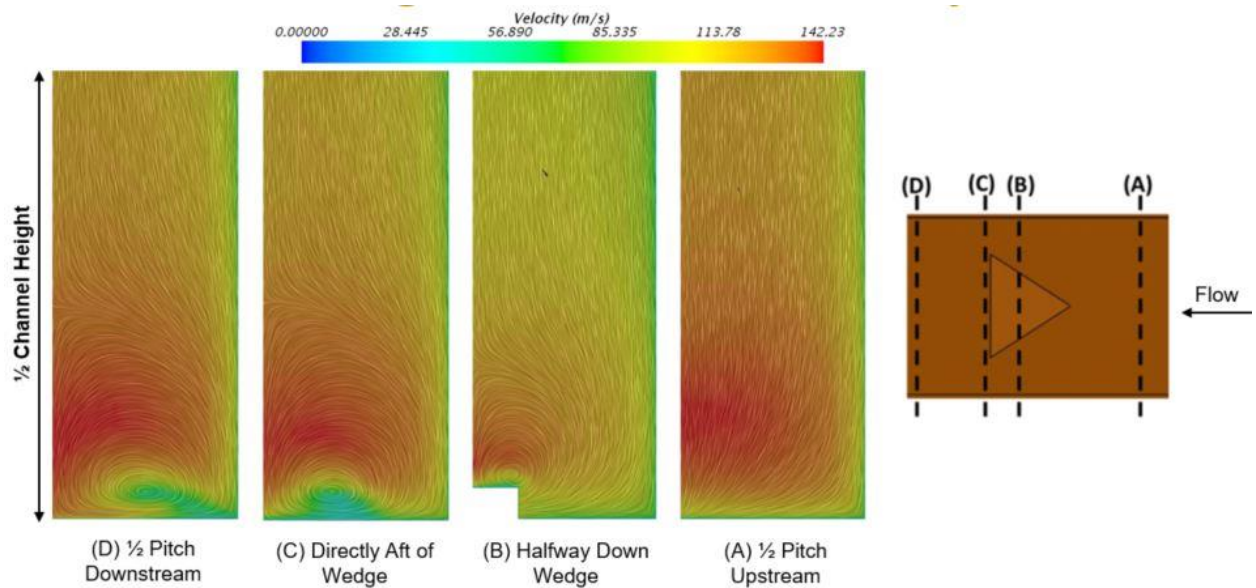 Velocity (m/s)
0.00000 28.445 56.890 85.335 113.78 142.23
½ Channel Height
(D) (C) (B) (A)
Flow
(D) ½ Pitch
Downstream
(C) Directly Aft of
Wedge
(B) Halfway Down
Wedge
(A) ½ Pitch
Upstream